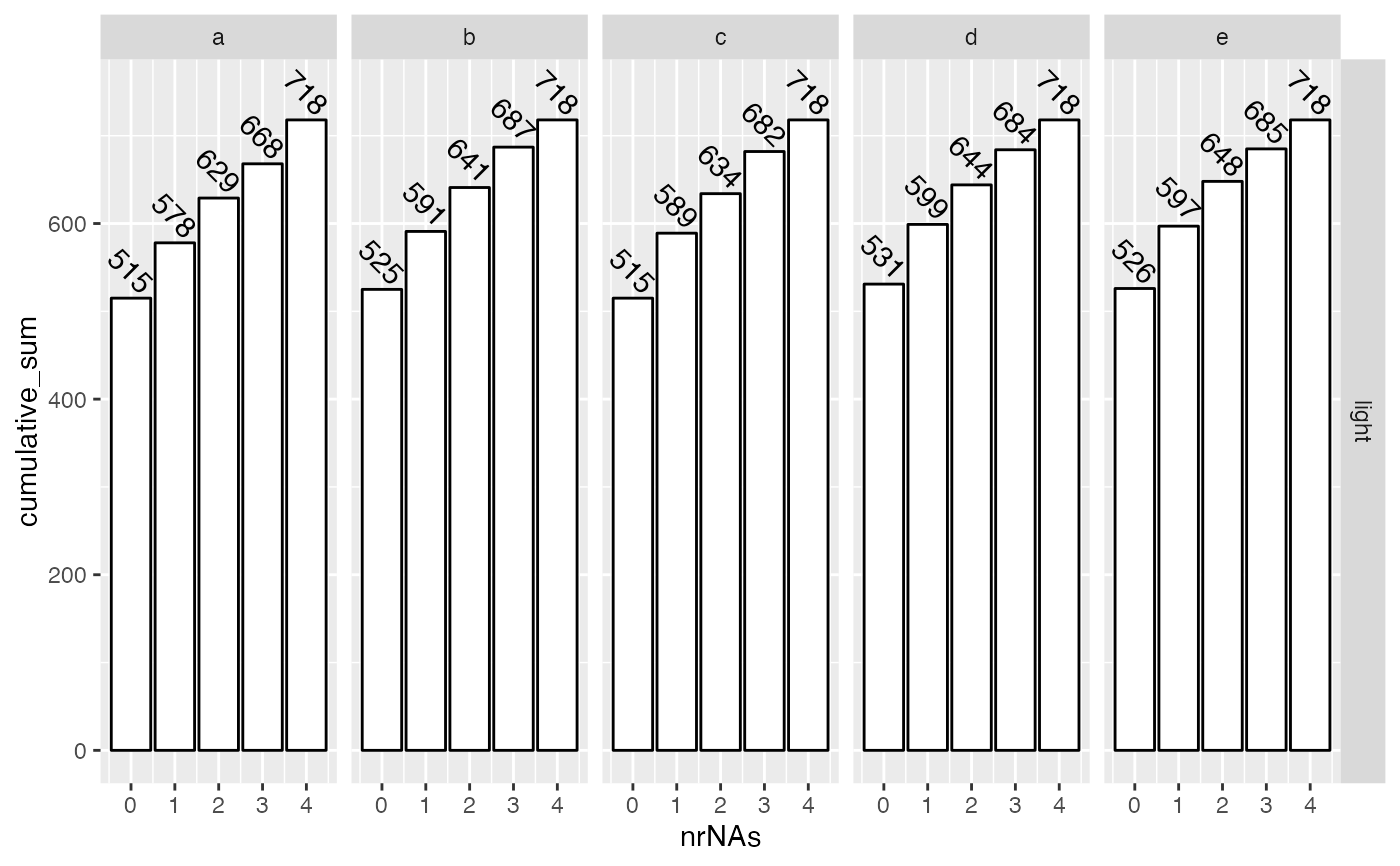 a b c d e
515 578 629 668 718
525 591 641 687 718
515 589 634 682 718
531 599 644 684 718
526 597 648 685 718
600
400
200
0
cumulative_sum
light
0 1 2 3 4 0 1 2 3 4 0 1 2 3 4 0 1 2 3 4 0 1 2 3 4
nrNAs